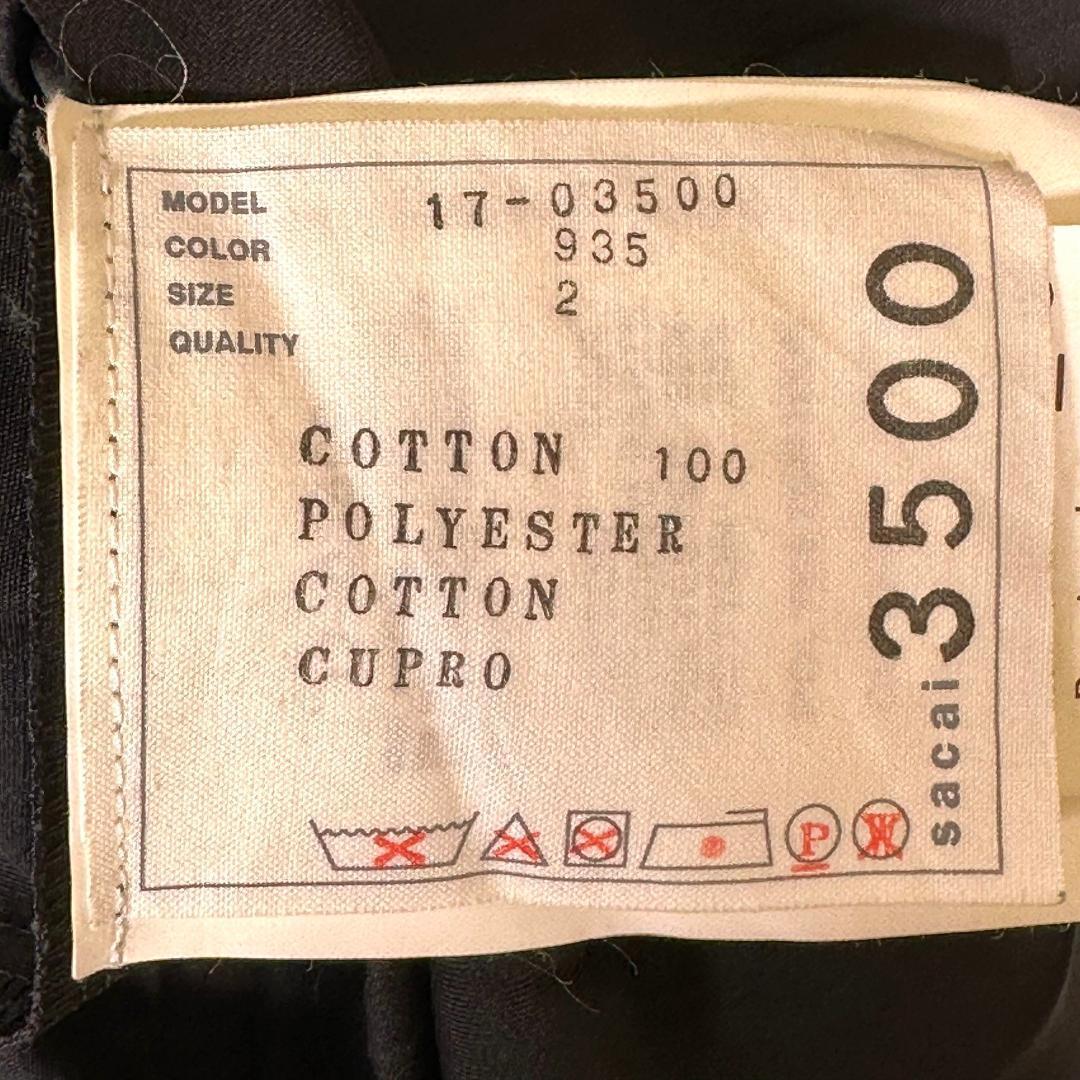 MODEL 17-03500
COLOR 935
SIZE 2
QUALITY
COTTON 100
POLYESTER
COTTON
CUPRO
P W
sacai 3500